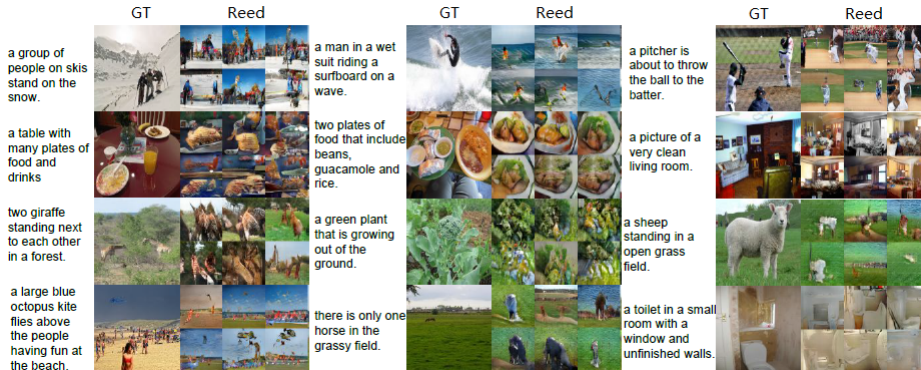 GT Reed
a group of
people on skis
stand on the
snow.
a table with
many plates of
food and
drinks
two giraffe
standing next
to each other
in a forest.
a large blue
octopus kite
flies above
the people
having fun at
the beach.
GT Reed
a man in a wet
suit riding a
surfboard on a
wave.
two plates of
food that include
beans,
guacamole and
rice.
a green plant
that is growing
out of the
ground.
there is only one
horse in the
grassy field.
GT Reed
a pitcher is
about to throw
the ball to the
batter.
a picture of a
very clean
living room.
a sheep
standing in a
open grass
field.
a toilet in a small
room with a
window and
unfinished walls.